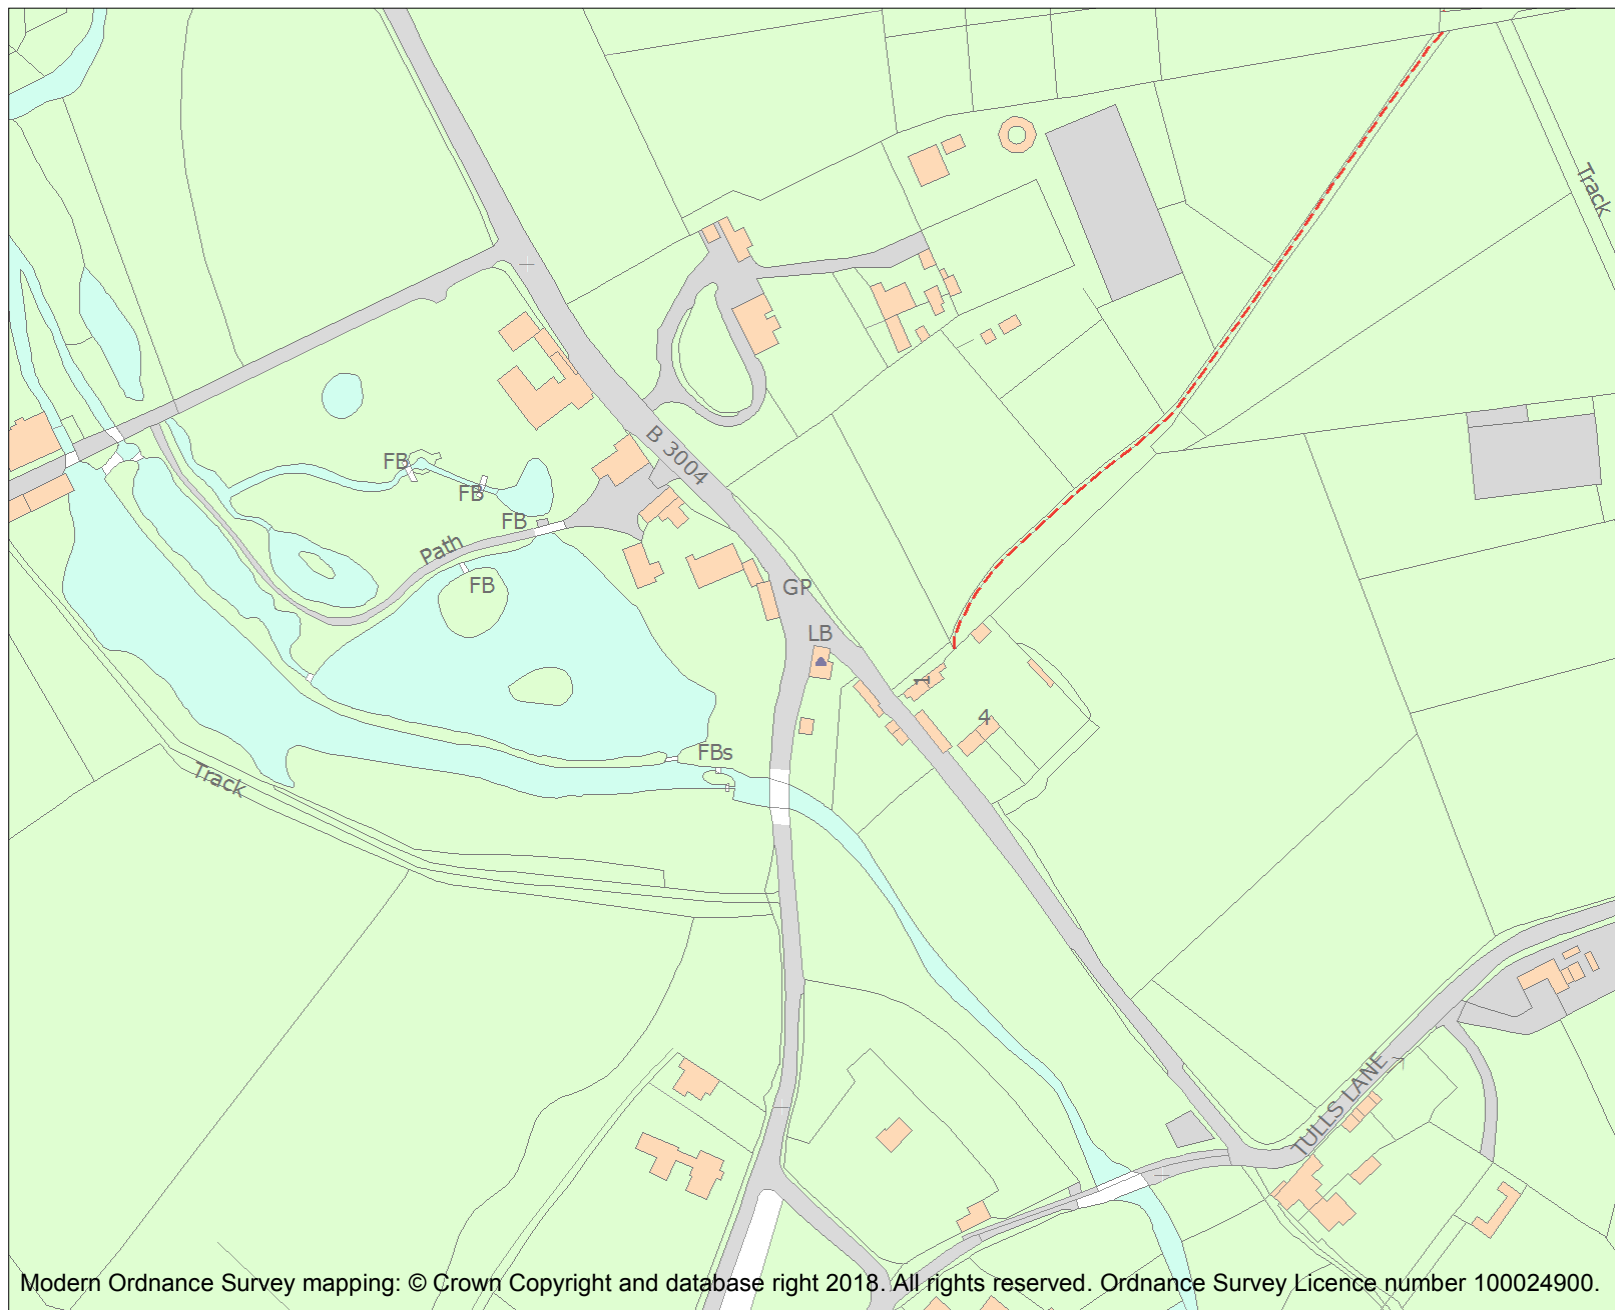 Track
B 3004
FB
FB
FB
Path
FB
GP
LB
1
4
FBs
Track
TULLS LANE
Modern Ordnance Survey mapping: © Crown Copyright and database right 2018. All rights reserved. Ordnance Survey Licence number 100024900.